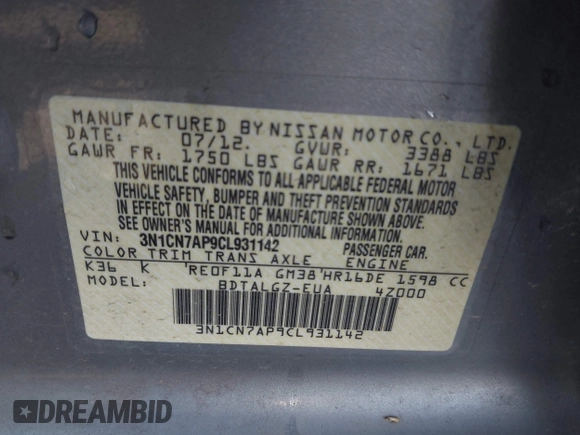 MANUFACTURED BY NISSAN MOTOR CO., LTD.
DATE: 07/12. GVWR: 3388 LBS
GAWR FR: 1750 LBS GAWR RR: 1671 LBS
THIS VEHICLE CONFORMS TO ALL APPLICABLE FEDERAL MOTOR
VEHICLE SAFETY, BUMPER AND THEFT PREVENTION STANDARDS
IN EFFECT ON THE DATE OF MANUFACTURE SHOWN ABOVE.
SEE OWNER'S MANUAL FOR ADDITIONAL INFORMATION.
VIN: 3N1CN7AP9CL931142 PASSENGER CAR.
COLOR TRIM TRANS AXLE ENGINE
K36 K RE0F11A GM38 HR16DE 1598 CC
MODEL: BDTALGZ-EUA 4Z000
3N1CN7AP9CL931142
DREAMBID